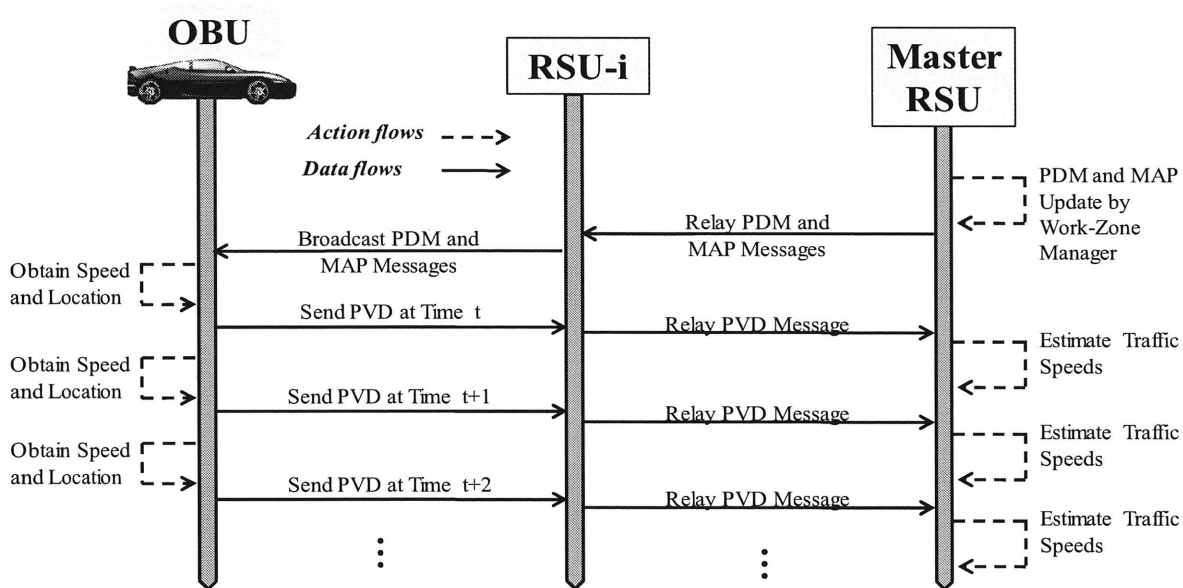 OBU
RSU-i
Master
RSU
Action flows
Data flows
PDM and MAP
Update by
Work-Zone
Manager
Relay PDM and
MAP Messages
Broadcast PDM and
MAP Messages
Obtain Speed
and Location
Send PVD at Time t
Relay PVD Message
Estimate Traffic
Speeds
Obtain Speed
and Location
Send PVD at Time t+1
Relay PVD Message
Estimate Traffic
Speeds
Obtain Speed
and Location
Send PVD at Time t+2
Relay PVD Message
Estimate Traffic
Speeds